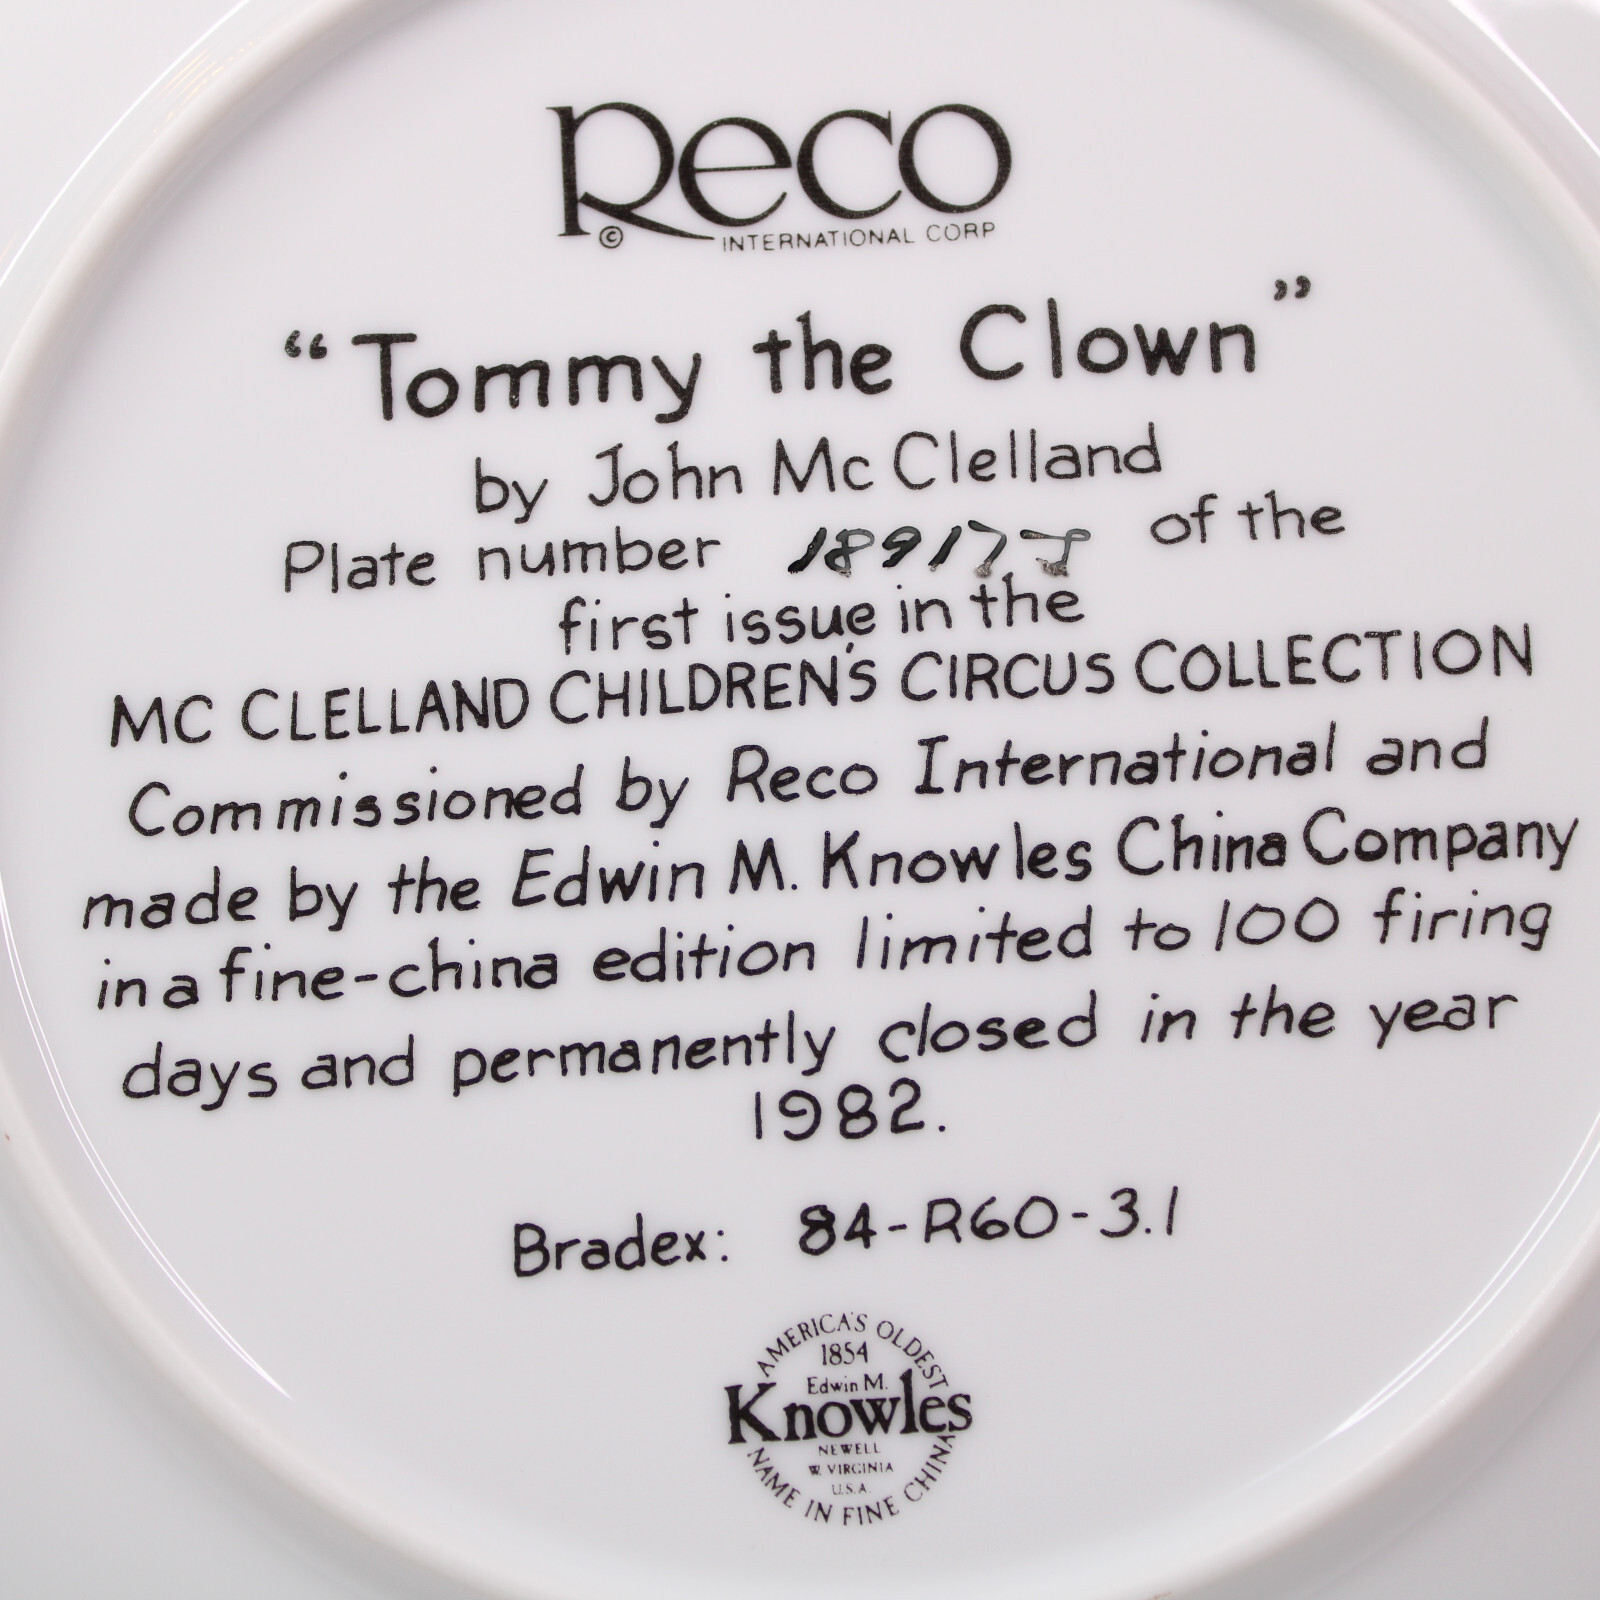 Reco
© INTERNATIONAL CORP
“Tommy the Clown”
by John McClelland
Plate number 18917J of the
first issue in the
MC CLELLAND CHILDREN'S CIRCUS COLLECTION
Commissioned by Reco International and
made by the Edwin M. Knowles China Company
in a fine-china edition limited to 100 firing
days and permanently closed in the year
1982.
Bradex: 84-R60-3.1
AMERICA'S OLDEST
1854
Edwin M.
Knowles
NEWELL
W. VIRGINIA
U.S.A.
NAME IN FINE CHINA